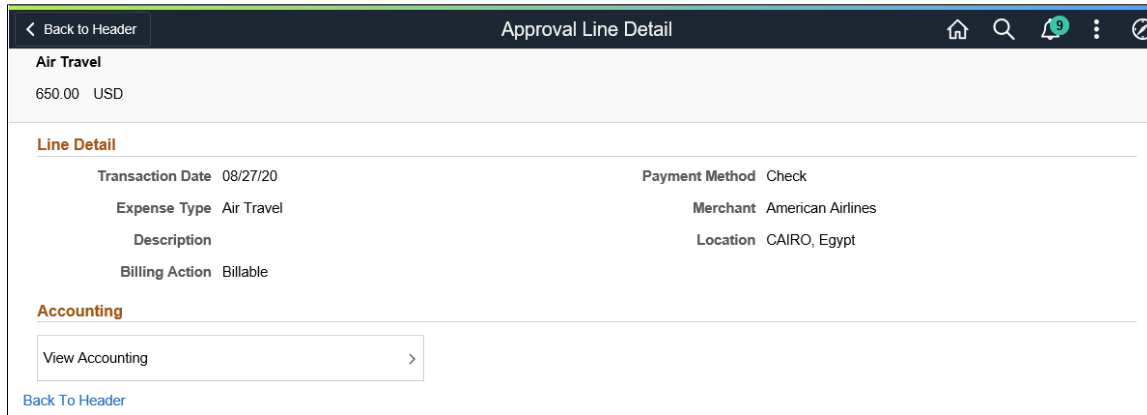 Back to Header
Approval Line Detail
9
Air Travel
650.00 USD
Line Detail
Transaction Date 08/27/20
Payment Method Check
Expense Type Air Travel
Merchant American Airlines
Description
Location CAIRO, Egypt
Billing Action Billable
Accounting
View Accounting
Back To Header